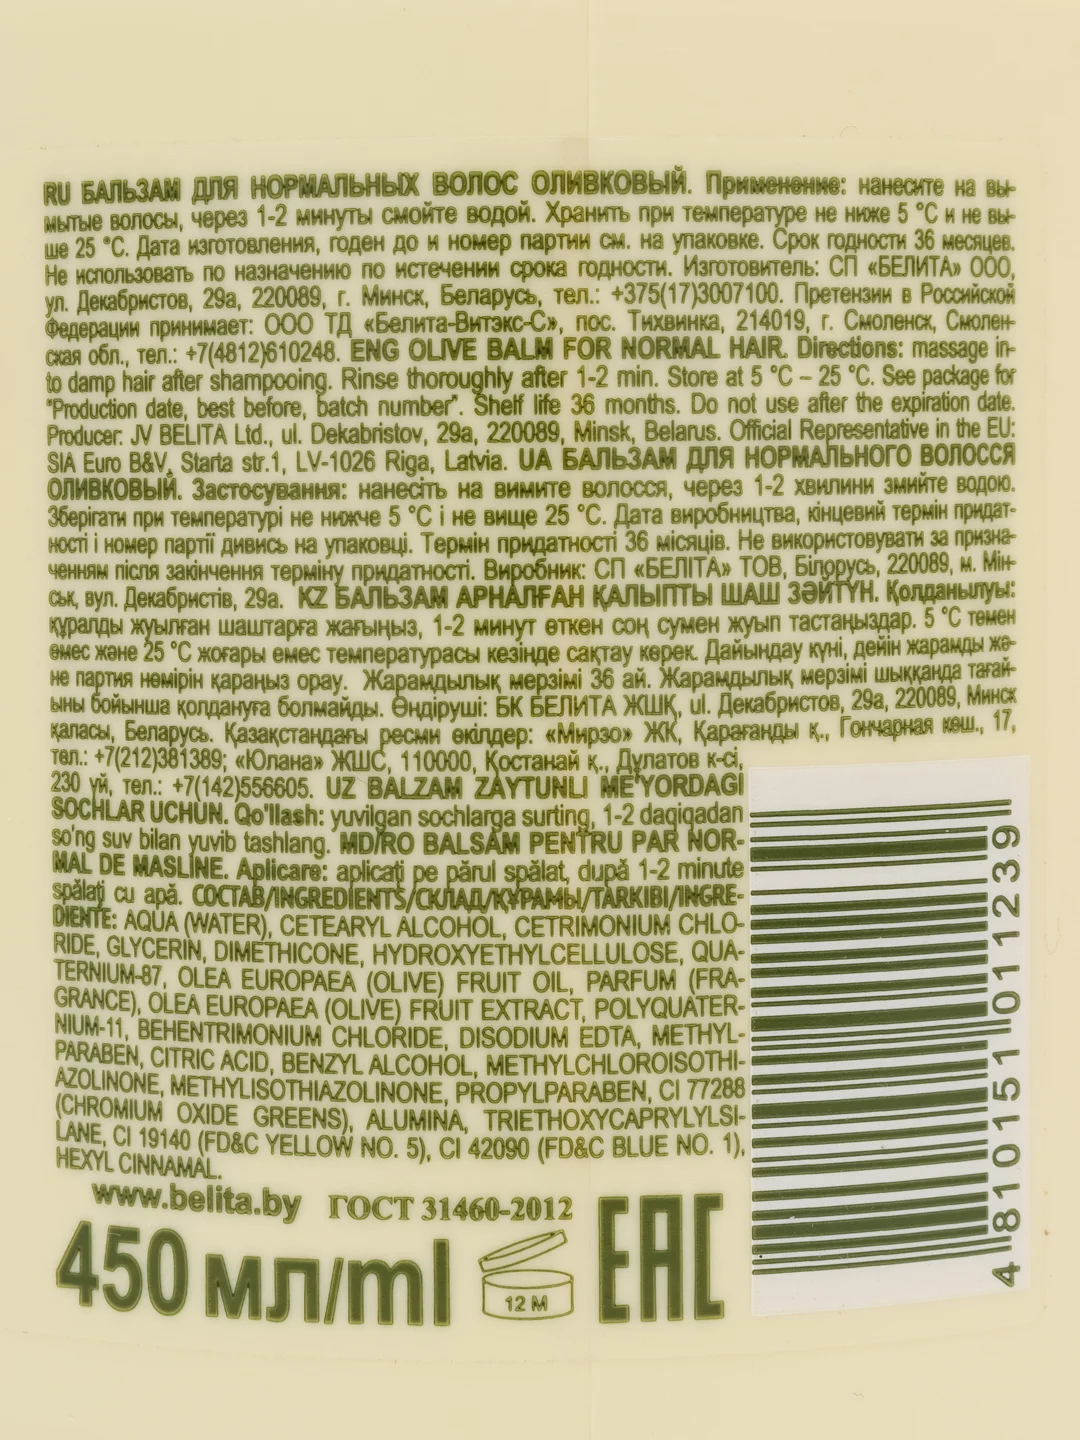 RU БАЛЬЗАМ ДЛЯ НОРМАЛЬНЫХ ВОЛОС ОЛИВКОВЫЙ. Применение: нанесите на вы-
мытые волосы, через 1-2 минуты смойте водой. Хранить при температуре не ниже 5 °C и не вы-
ше 25 °C. Дата изготовления, годен до и номер партии см. на упаковке. Срок годности 36 месяцев.
Не использовать по назначению по истечении срока годности. Изготовитель: СП «БЕЛИТА» ООО,
ул. Декабристов, 29а, 220089, г. Минск, Беларусь, тел.: +375(17)3007100. Претензии в Российской
Федерации принимает: ООО ТД «Белита-Витэкс-С», пос. Тихвинка, 214019, г. Смоленск, Смолен-
ская обл., тел.: +7(4812)610248. ENG OLIVE BALM FOR NORMAL HAIR. Directions: massage in-
to damp hair after shampooing. Rinse thoroughly after 1-2 min. Store at 5 °C – 25 °C. See package for
"Production date, best before, batch number". Shelf life 36 months. Do not use after the expiration date.
Producer: JV BELITA Ltd., ul. Dekabristov, 29a, 220089, Minsk, Belarus. Official Representative in the EU:
SIA Euro B&V, Starta str.1, LV-1026 Riga, Latvia. UA БАЛЬЗАМ ДЛЯ НОРМАЛЬНОГО ВОЛОССЯ
ОЛИВКОВЫЙ. Застосування: нанесіть на вимите волосся, через 1-2 хвилини змийте водою.
Зберігати при температурі не нижче 5 °C і не вище 25 °C. Дата виробництва, кінцевий термін придат-
ності і номер партії дивись на упаковці. Термін придатності 36 місяців. Не використовувати за призна-
ченням після закінчення терміну придатності. Виробник: СП «БЕЛІТА» ТОВ, Білорусь, 220089, м. Мін-
ськ, вул. Декабристів, 29а. KZ БАЛЬЗАМ АРНАЛҒАН ҚАЛЫПТЫ ШАШ ЗӘЙТҮН. Қолданылуы:
құралды жуылған шаштарға жағыңыз, 1-2 минут өткен соң сумен жуып тастаңыздар. 5 °C төмен
емес және 25 °C жоғары емес температурасы кезінде сақтау керек. Дайындау күні, дейін жарамды жә-
не партия нөмірін қараңыз орау. Жарамдылық мерзімі 36 ай. Жарамдылық мерзімі шыққанда тағай-
ыны бойынша қолдануға болмайды. Өндіруші: БК БЕЛИТА ЖШҚ, ul. Декабристов, 29a, 220089, Минск
қаласы, Беларусь. Қазақстандағы ресми өкілдер: «Мирзо» ЖК, Қарағанды қ., Гончарная көш., 17,
тел.: +7(212)381389; «Юлана» ЖШС, 110000, Қостанай қ., Дулатов к-сі,
230 үй, тел.: +7(142)556605. UZ BALZAM ZAYTUNLI ME'YORDAGI
SOCHLAR UCHUN. Qo'llash: yuvilgan sochlarga surting, 1-2 daqiqadan
so'ng suv bilan yuvib tashlang. MD/RO BALSAM PENTRU PAR NOR-
MAL DE MASLINE. Aplicare: aplicaţi pe părul spălat, după 1-2 minute
spălaţi cu apă. СОСТАВ/INGREDIENTS/СКЛАД/ҚҰРАМЫ/TARKIBI/INGRE-
DIENTE: AQUA (WATER), CETEARYL ALCOHOL, CETRIMONIUM CHLO-
RIDE, GLYCERIN, DIMETHICONE, HYDROXYETHYLCELLULOSE, QUA-
TERNIUM-87, OLEA EUROPAEA (OLIVE) FRUIT OIL, PARFUM (FRA-
GRANCE), OLEA EUROPAEA (OLIVE) FRUIT EXTRACT, POLYQUATER-
NIUM-11, BEHENTRIMONIUM CHLORIDE, DISODIUM EDTA, METHYL-
PARABEN, CITRIC ACID, BENZYL ALCOHOL, METHYLCHLOROISOTHI-
AZOLINONE, METHYLISOTHIAZOLINONE, PROPYLPARABEN, CI 77288
(CHROMIUM OXIDE GREENS), ALUMINA, TRIETHOXYCAPRYLYLSI-
LANE, CI 19140 (FD&C YELLOW NO. 5), CI 42090 (FD&C BLUE NO. 1),
HEXYL CINNAMAL.
www.belita.by ГОСТ 31460-2012
450 мл/ml 12 M EAC
4 810151 011239